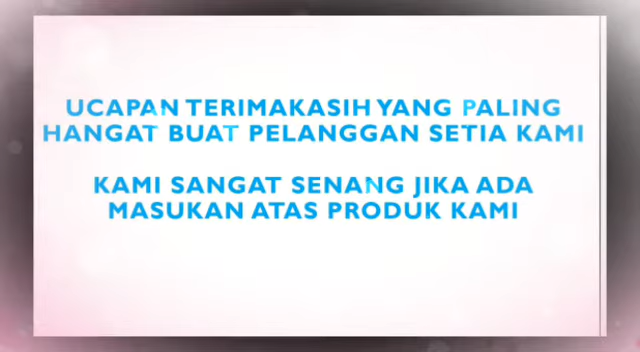 UCAPAN TERIMAKASIH YANG PALING
HANGAT BUAT PELANGGAN SETIA KAMI
KAMI SANGAT SENANG JIKA ADA
MASUKAN ATAS PRODUK KAMI